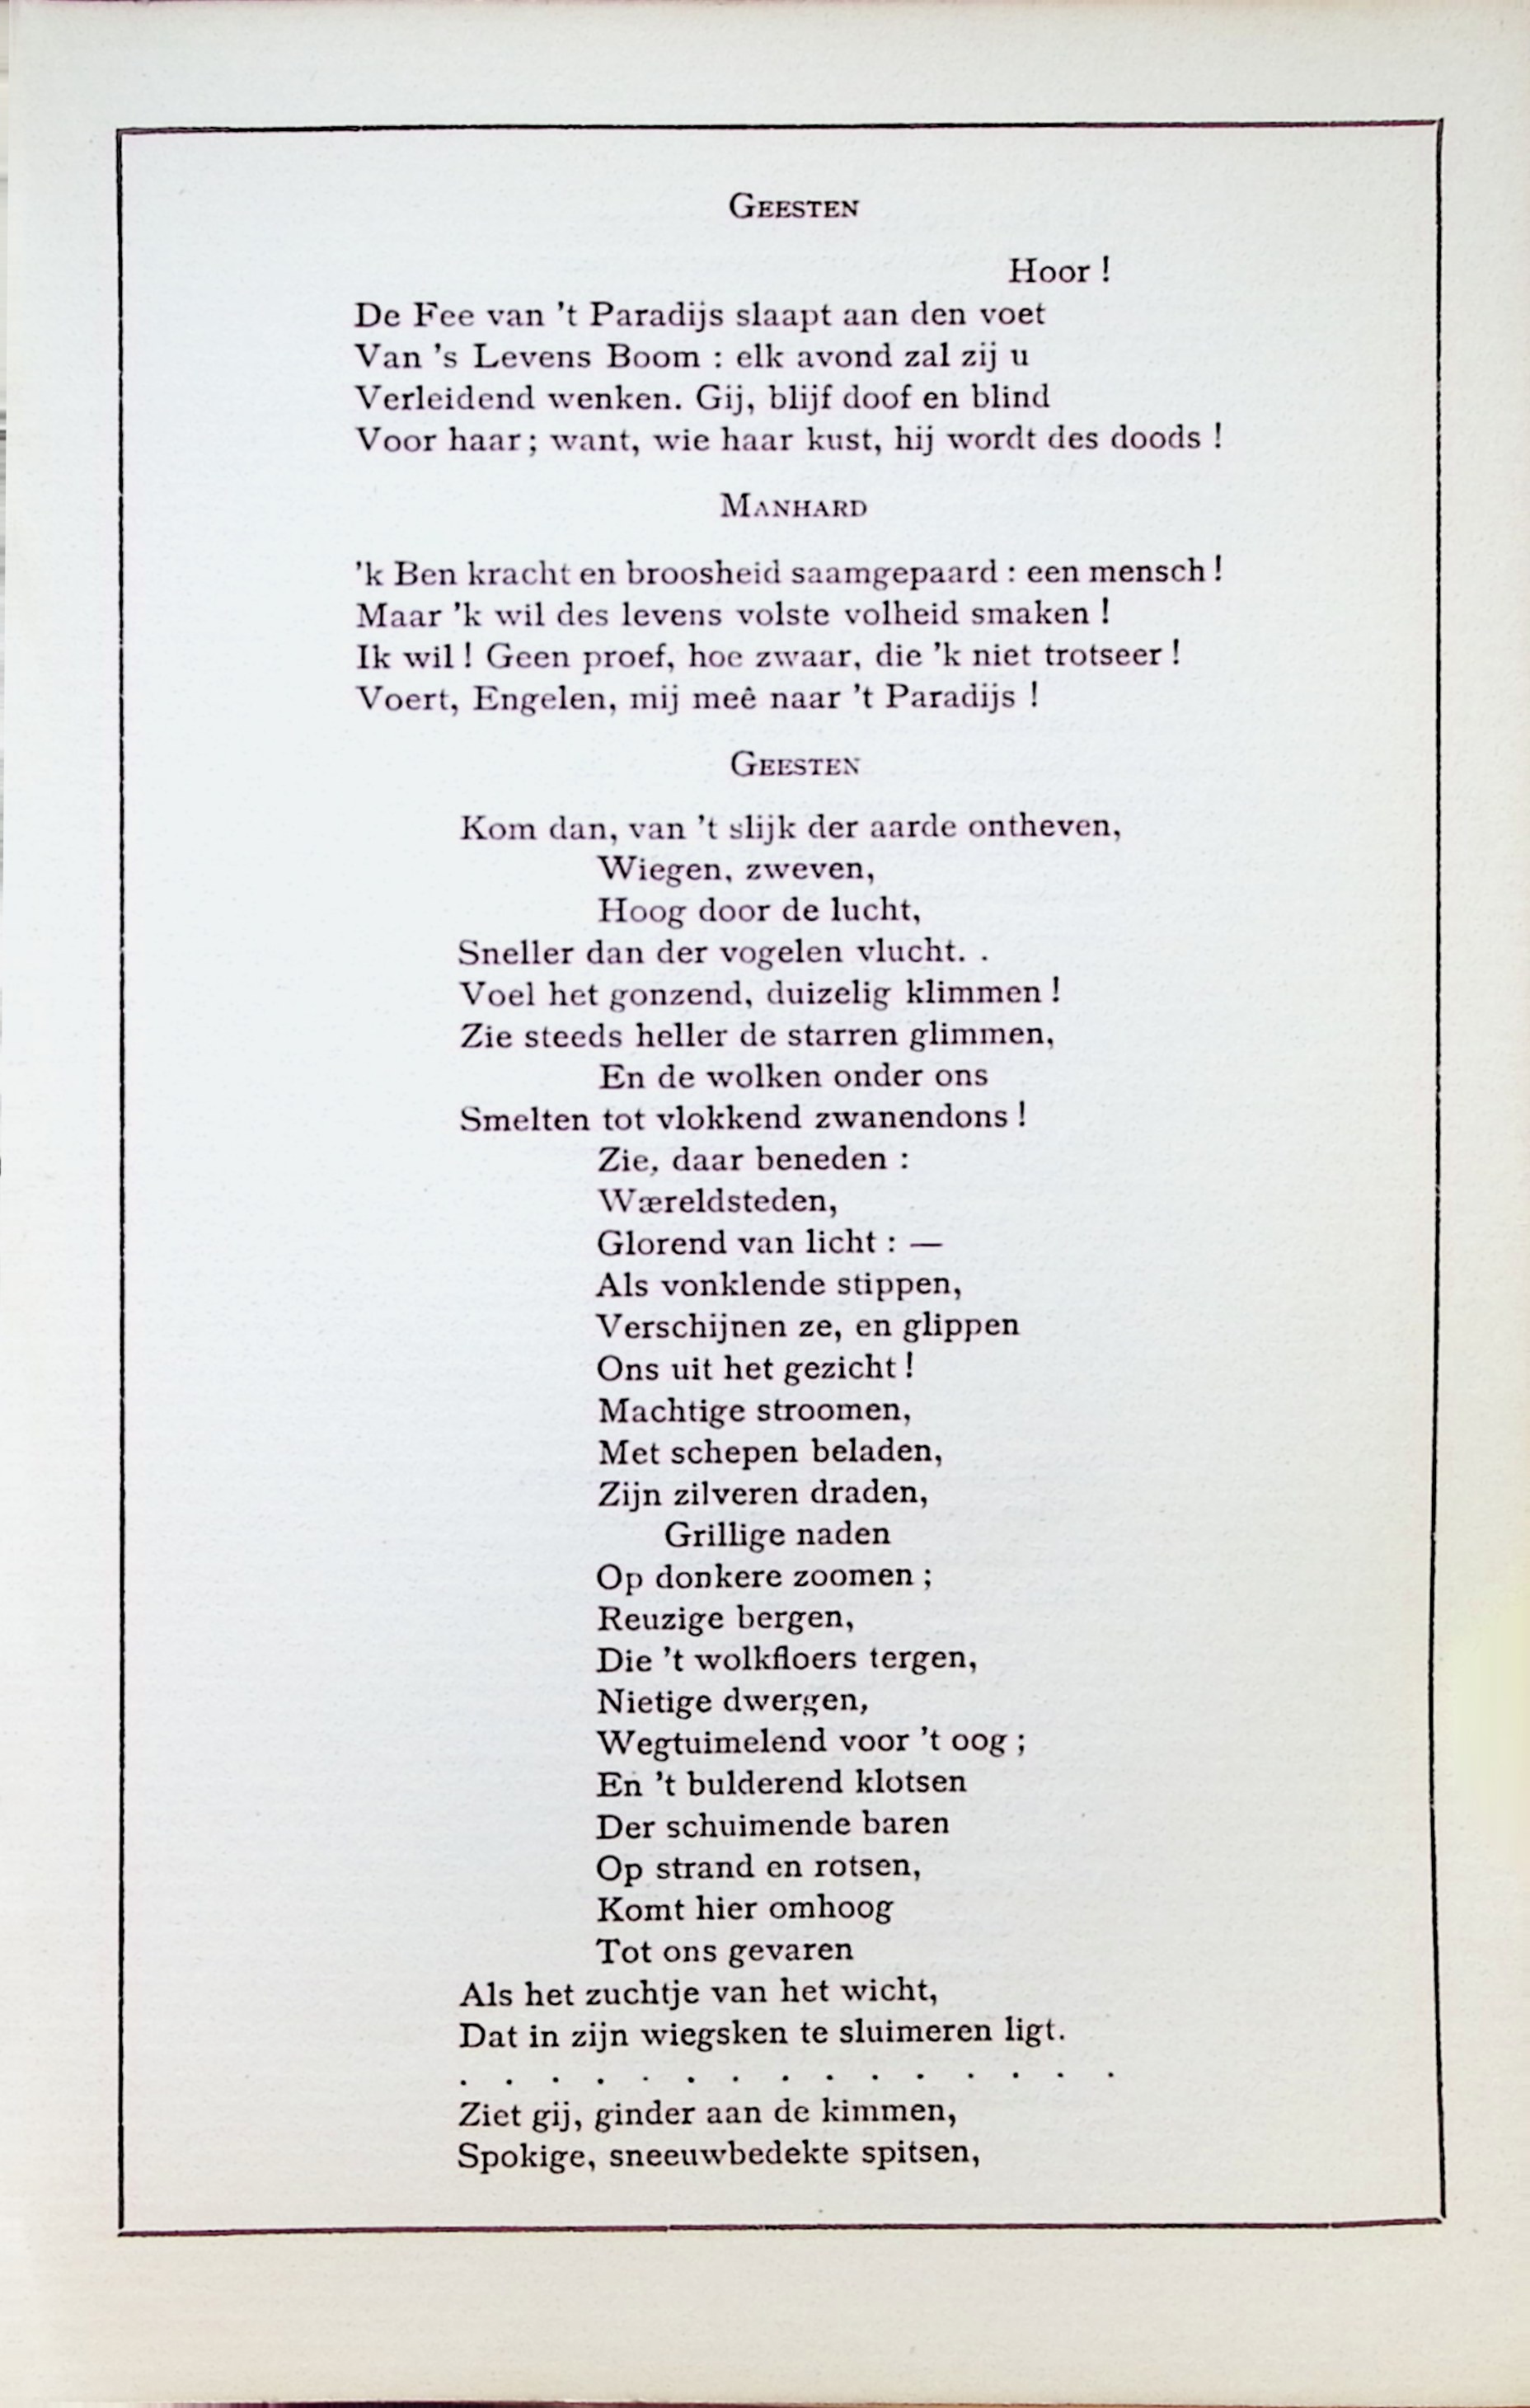 GEESTEN
Hoor !
De Fee van 't Paradijs slaapt aan den voet
Van 's Levens Boom : elk avond zal zij u
Verleidend wenken. Gij, blijf doof en blind
Voor haar ; want, wie haar kust, hij wordt des doods !
MANHARD
'k Ben kracht en broosheid saamgepaard : een mensch !
Maar 'k wil des levens volste volheid smaken !
Ik wil ! Geen proef, hoe zwaar, die 'k niet trotseer !
Voert, Engelen, mij meê naar 't Paradijs !
GEESTEN
Kom dan, van 't slijk der aarde ontheven,
Wiegen, zweven,
Hoog door de lucht,
Sneller dan der vogelen vlucht. .
Voel het gonzend, duizelig klimmen !
Zie steeds heller de starren glimmen,
En de wolken onder ons
Smelten tot vlokkend zwanendons !
Zie, daar beneden :
Wæreldsteden,
Glorend van licht : —
Als vonklende stippen,
Verschijnen ze, en glippen
Ons uit het gezicht !
Machtige stroomen,
Met schepen beladen,
Zijn zilveren draden,
Grillige naden
Op donkere zoomen ;
Reuzige bergen,
Die 't wolkfloers tergen,
Nietige dwergen,
Wegtuimelend voor 't oog ;
En 't bulderend klotsen
Der schuimende baren
Op strand en rotsen,
Komt hier omhoog
Tot ons gevaren
Als het zuchtje van het wicht,
Dat in zijn wiegsken te sluimeren ligt.
. . . . . . . . . . . . . . .
Ziet gij, ginder aan de kimmen,
Spokige, sneeuwbedekte spitsen,